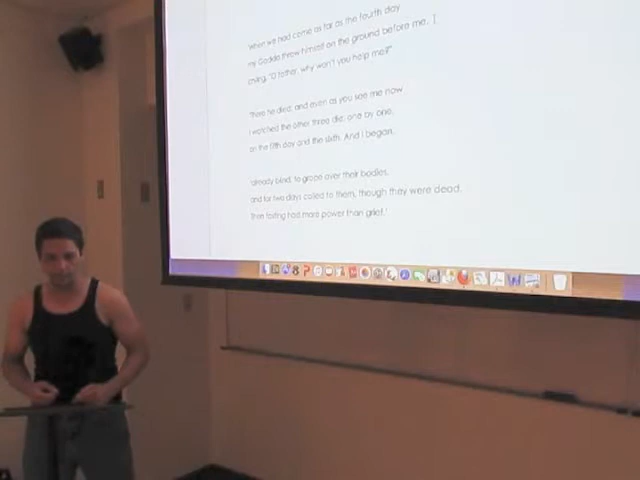 'When we had come as far as the fourth day
my Gaddo threw himself on the ground before me,
crying, "O father, why won't you help me?"
'There he died; and even as you see me now
I watched the other three die, one by one,
on the fifth day and the sixth. And I began,
'already blind, to grope over their bodies,
and for two days called to them, though they were dead.
Then fasting had more power than grief.'